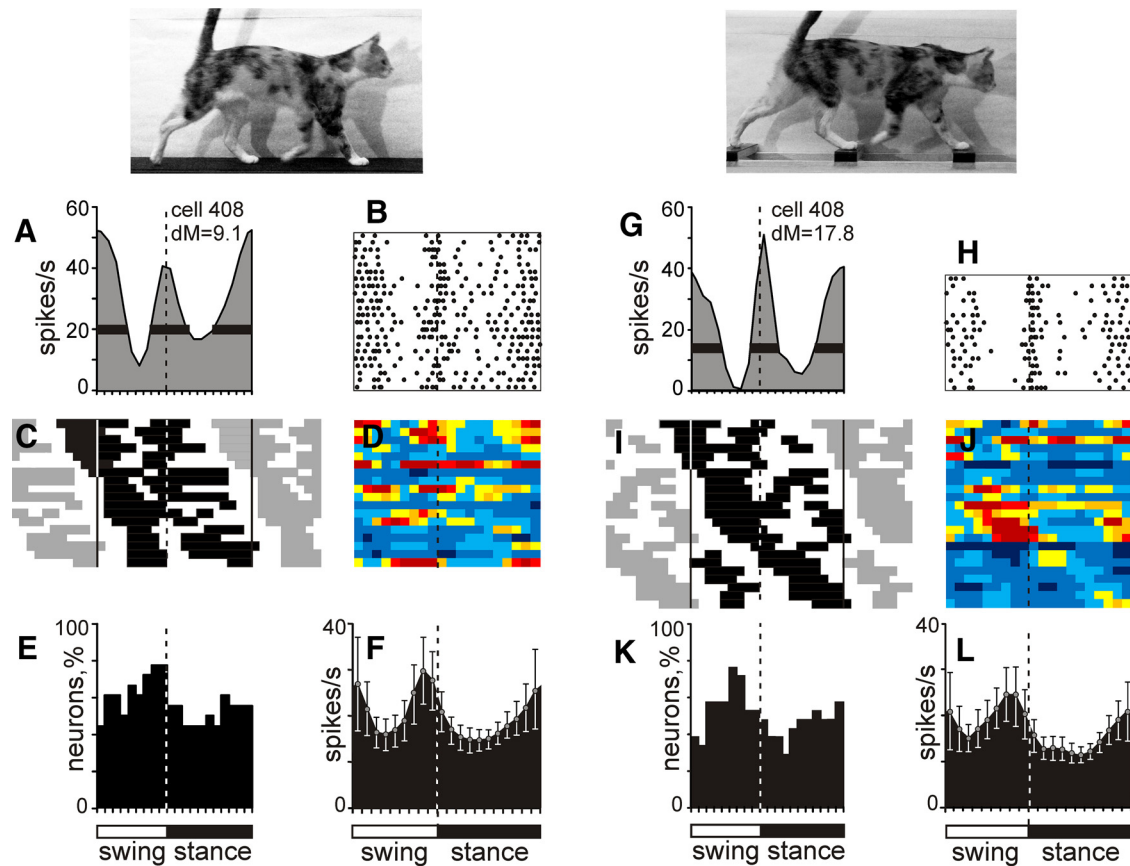 A
60
40
20
0
spikes/s
cell 408
dM=9.1
B
G
60
40
20
0
spikes/s
cell 408
dM=17.8
H
C
D
I
J
E
100
0
neurons, %
swing stance
F
40
0
spikes/s
swing stance
K
100
0
neurons, %
swing stance
L
40
0
spikes/s
swing stance